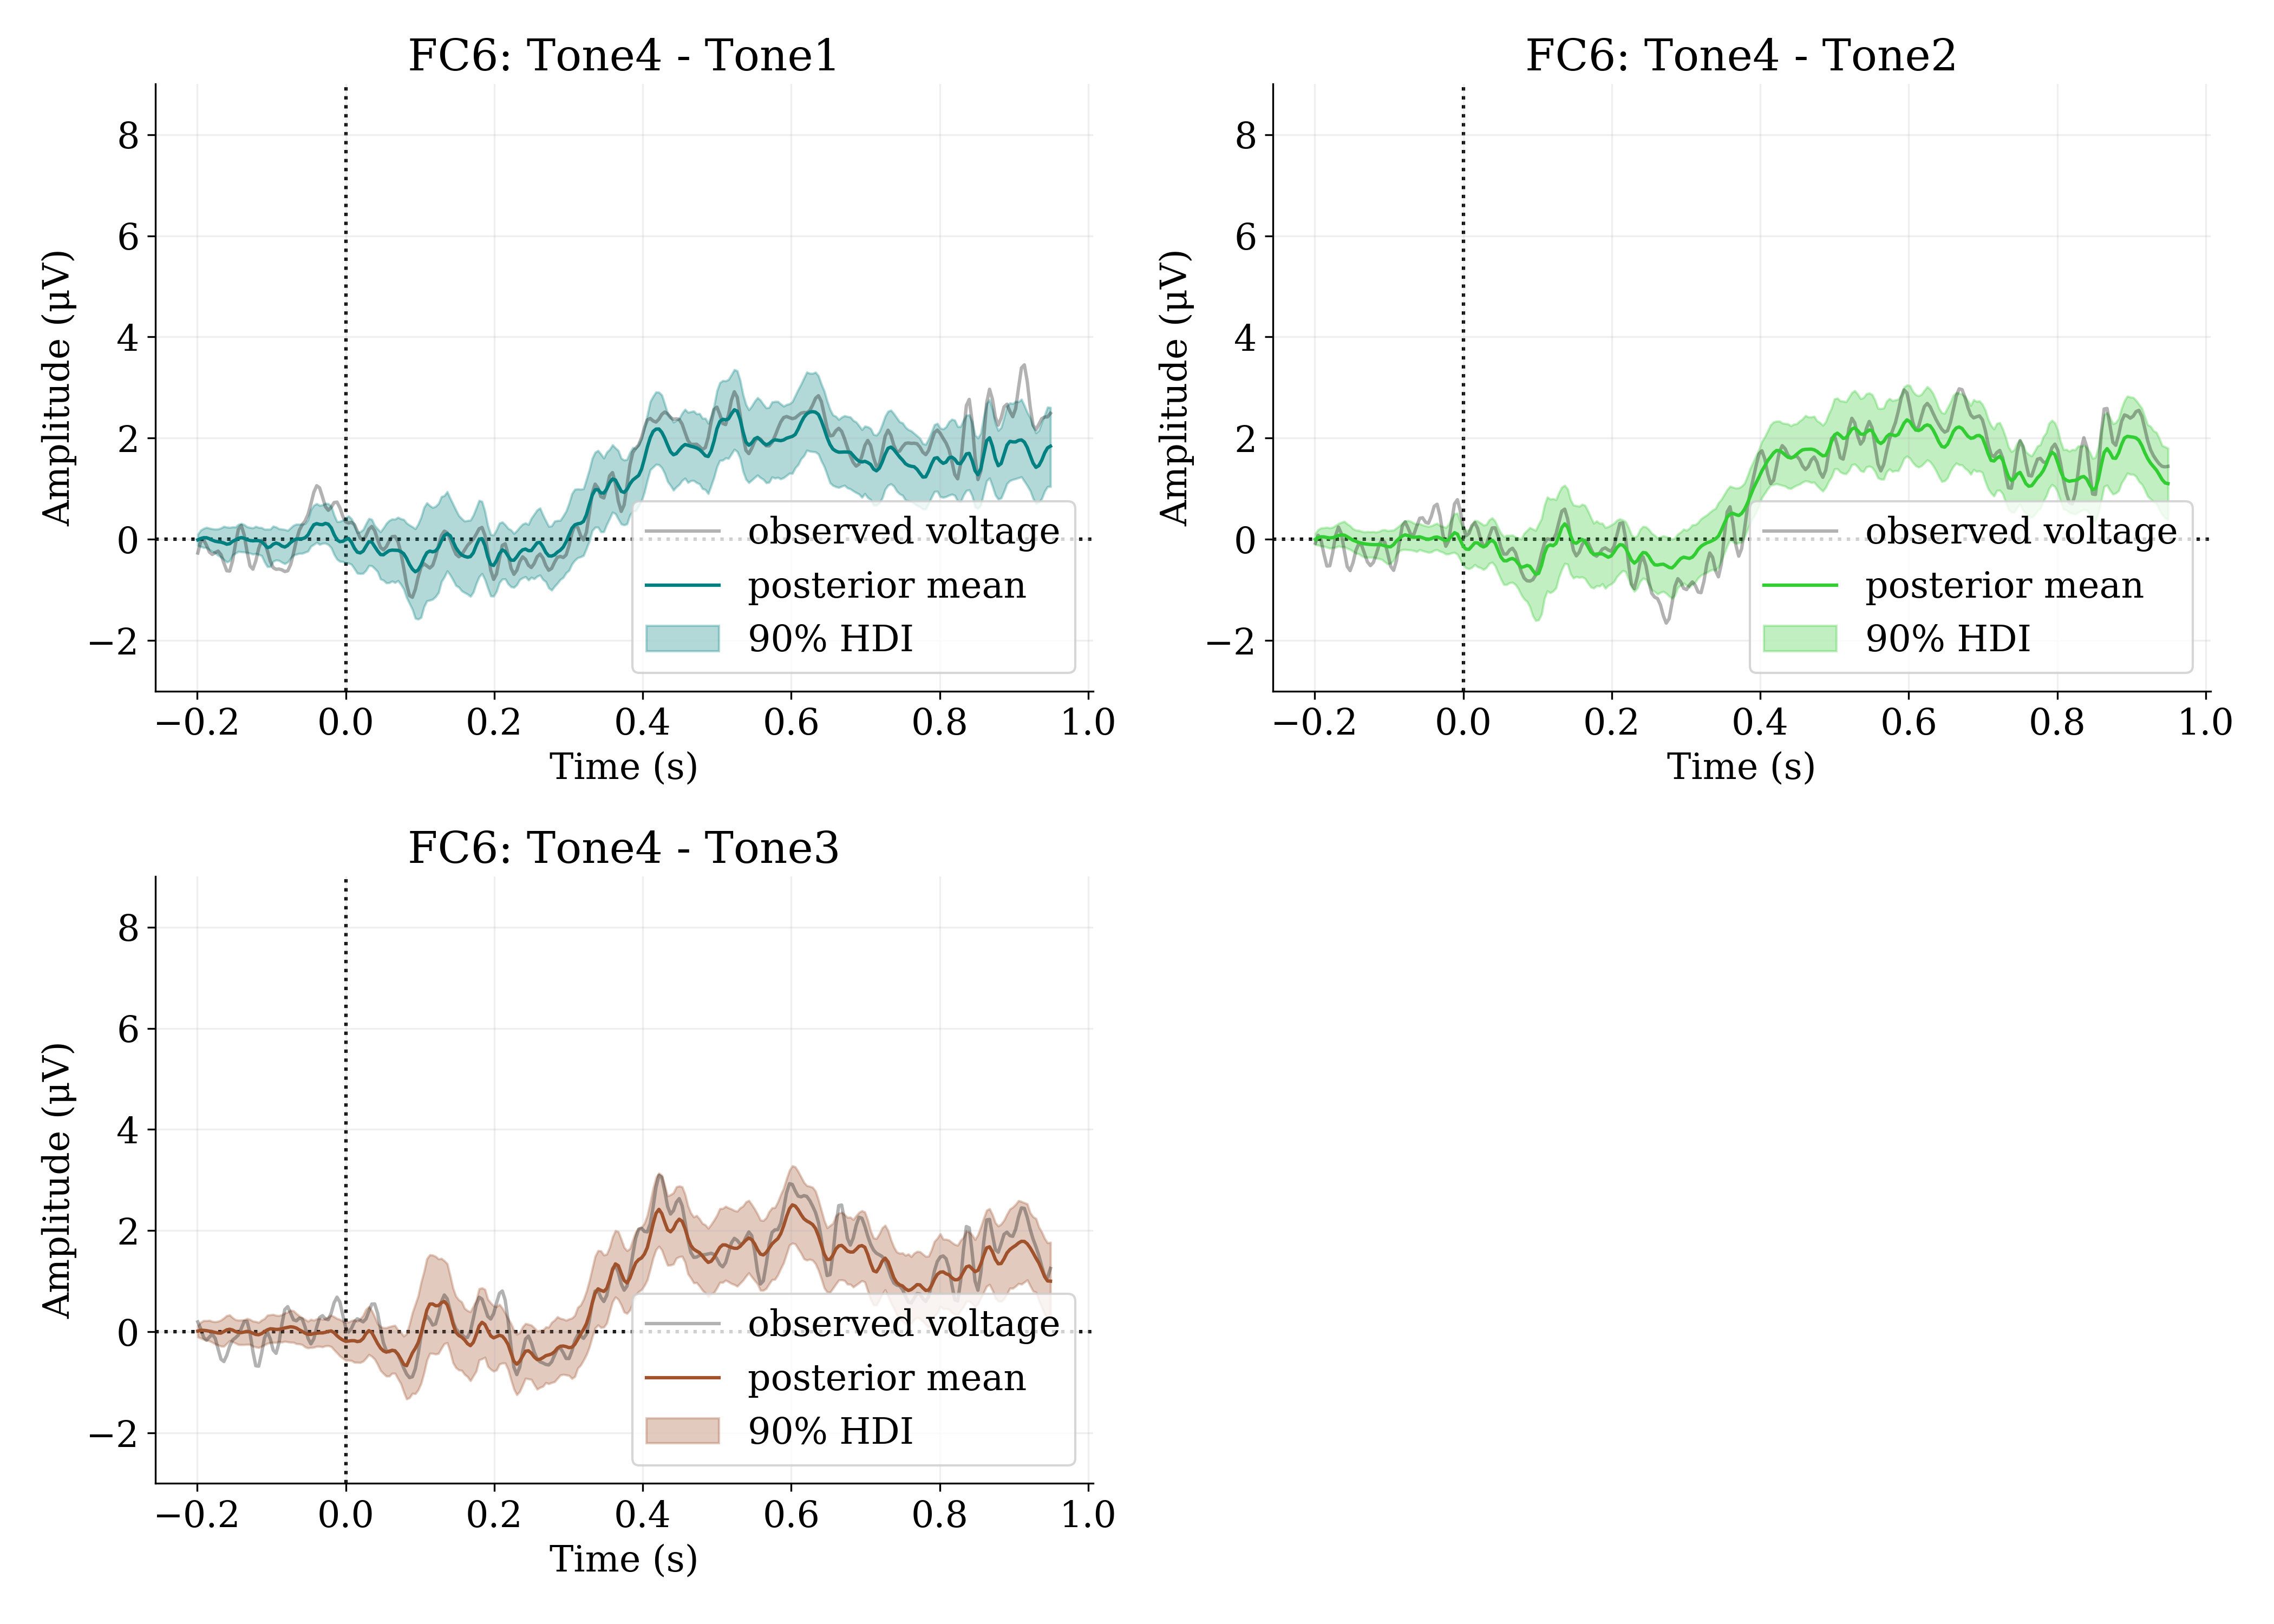 FC6: Tone4 - Tone1
8
6
4
2
0
−2
Amplitude (µV)
observed voltage
posterior mean
90% HDI
−0.2 0.0 0.2 0.4 0.6 0.8 1.0
Time (s)
FC6: Tone4 - Tone2
8
6
4
2
0
−2
Amplitude (µV)
observed voltage
posterior mean
90% HDI
−0.2 0.0 0.2 0.4 0.6 0.8 1.0
Time (s)
FC6: Tone4 - Tone3
8
6
4
2
0
−2
Amplitude (µV)
observed voltage
posterior mean
90% HDI
−0.2 0.0 0.2 0.4 0.6 0.8 1.0
Time (s)